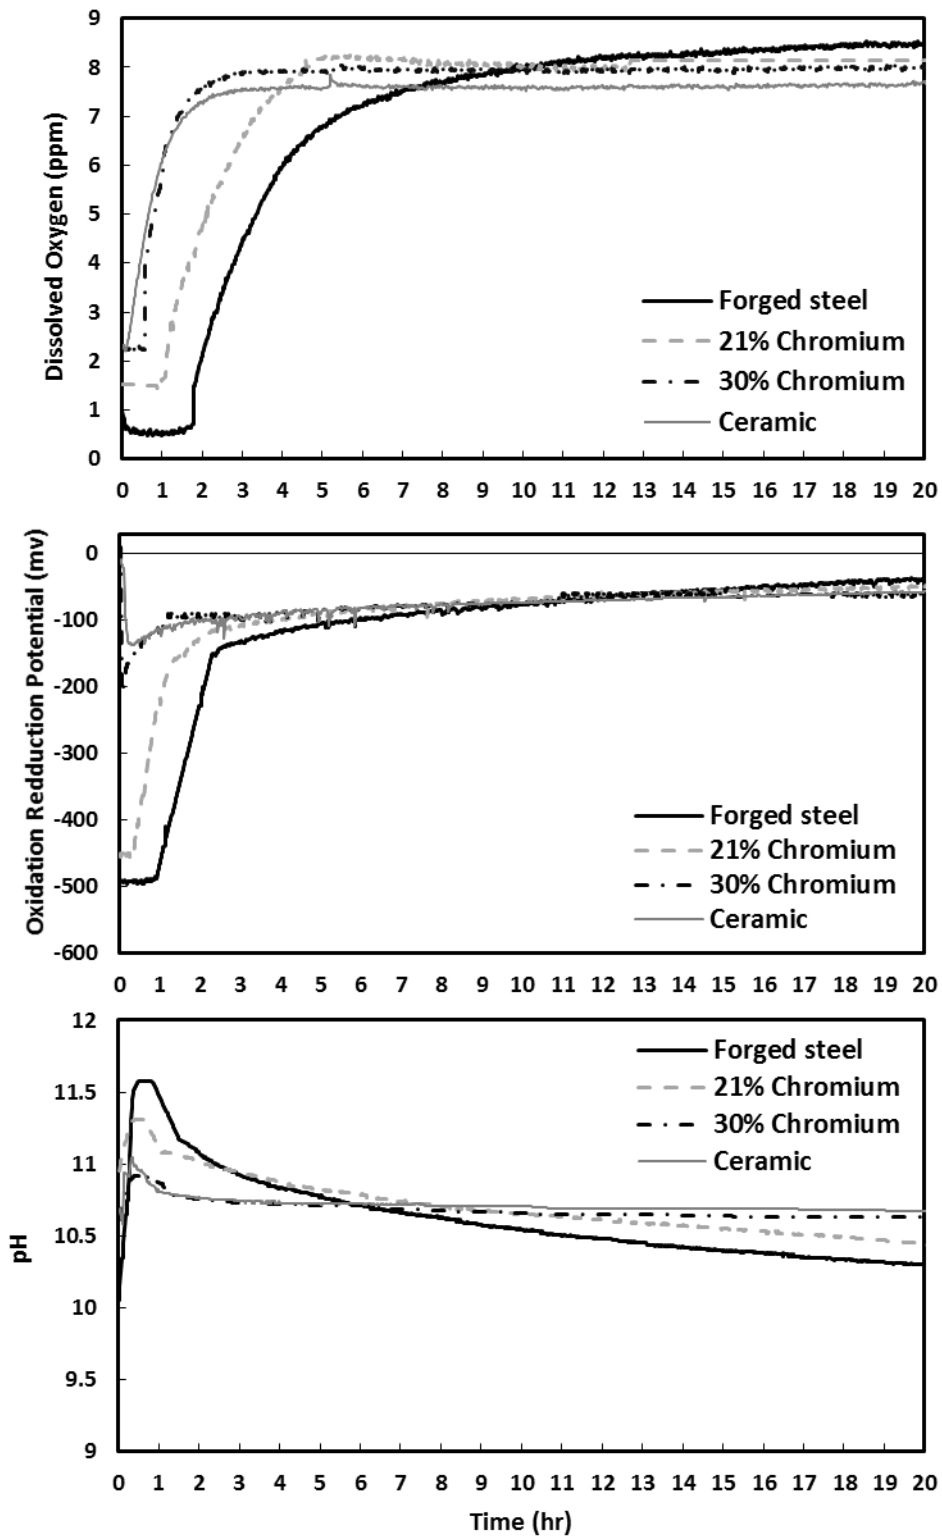 9
8
7
6
5
4
3
2
1
0
Dissolved Oxygen (ppm)
Forged steel
21% Chromium
30% Chromium
Ceramic
0 1 2 3 4 5 6 7 8 9 10 11 12 13 14 15 16 17 18 19 20
0
-100
-200
-300
-400
-500
-600
Oxidation Redduction Potential (mv)
Forged steel
21% Chromium
30% Chromium
Ceramic
0 1 2 3 4 5 6 7 8 9 10 11 12 13 14 15 16 17 18 19 20
12
11.5
11
10.5
10
9.5
9
pH
Forged steel
21% Chromium
30% Chromium
Ceramic
0 1 2 3 4 5 6 7 8 9 10 11 12 13 14 15 16 17 18 19 20
Time (hr)